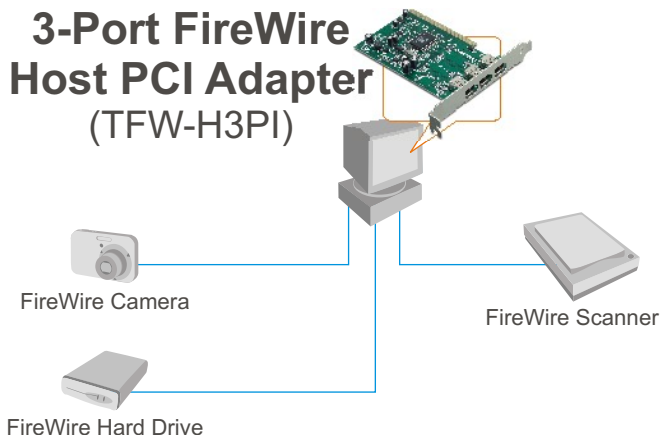 3-Port FireWire
Host PCI Adapter
(TFW-H3PI)
FireWire Camera
FireWire Scanner
FireWire Hard Drive